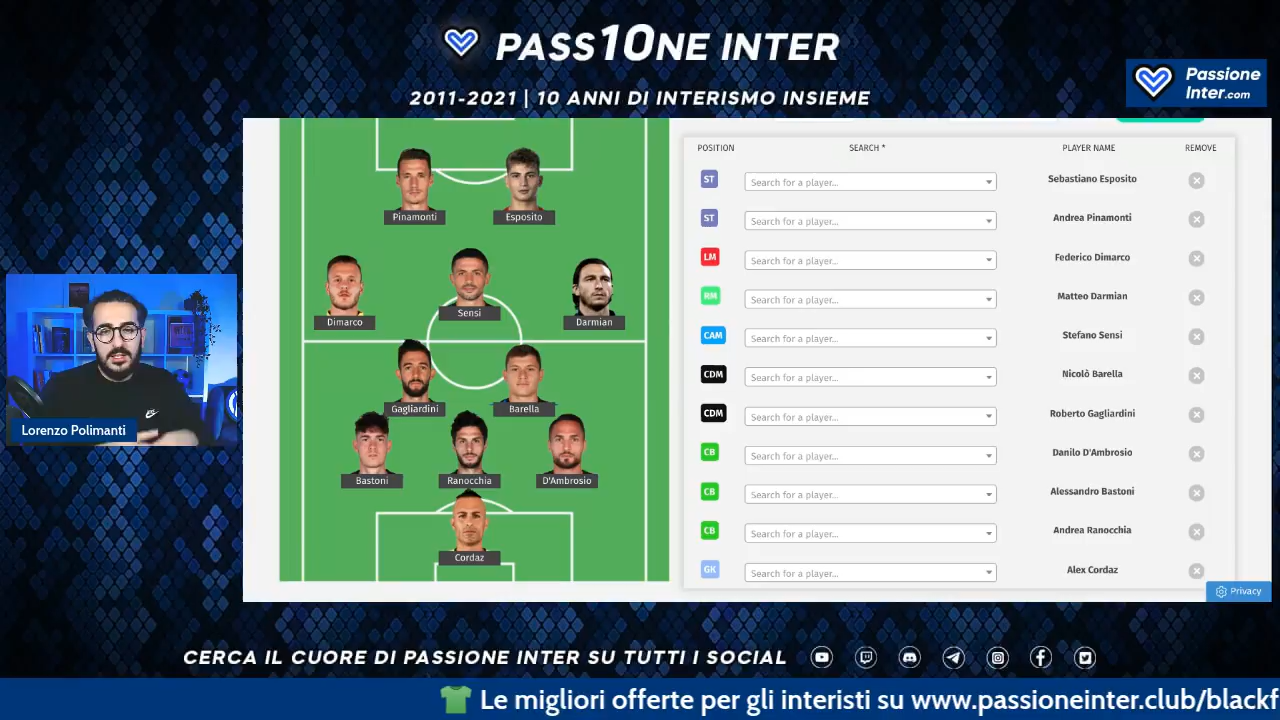 PASS10NE INTER
2011-2021 | 10 ANNI DI INTERISMO INSIEME
Passione
Inter.com
POSITION SEARCH * PLAYER NAME REMOVE
ST Search for a player... Sebastiano Esposito
ST Search for a player... Andrea Pinamonti
LM Search for a player... Federico Dimarco
RM Search for a player... Matteo Darmian
CAM Search for a player... Stefano Sensi
CDM Search for a player... Nicolò Barella
CDM Search for a player... Roberto Gagliardini
CB Search for a player... Danilo D'Ambrosio
CB Search for a player... Alessandro Bastoni
CB Search for a player... Andrea Ranocchia
GK Search for a player... Alex Cordaz
Pinamonti Esposito
Dimarco Sensi Darmian
Gagliardini Barella
Bastoni Ranocchia D'Ambrosio
Cordaz
Lorenzo Polimanti
Privacy
CERCA IL CUORE DI PASSIONE INTER SU TUTTI I SOCIAL
Le migliori offerte per gli interisti su www.passioneinter.club/blackf